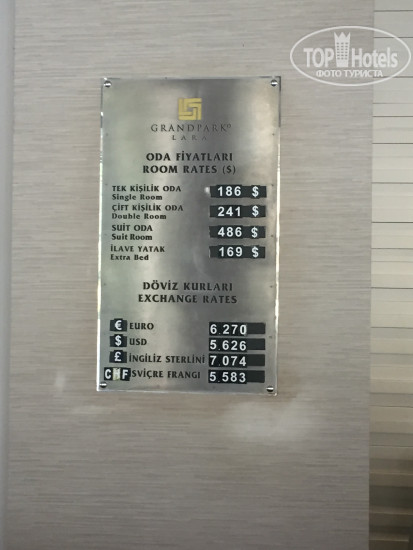 TOP Hotels
ФОТО ТУРИСТА
GRANDPARK®
LARA
ODA FİYATLARI
ROOM RATES ($)
TEK KİŞİLİK ODA 186 $
Single Room
ÇİFT KIŞİLİK ODA 241 $
Double Room
SUİT ODA 486 $
Suit Room
İLAVE YATAK 169 $
Extra Bed
DÖVİZ KURLARI
EXCHANGE RATES
€ EURO 6.270
$ USD 5.626
£ İNGİLİZ STERLİNİ 7.074
CHF SVİÇRE FRANGI 5.583